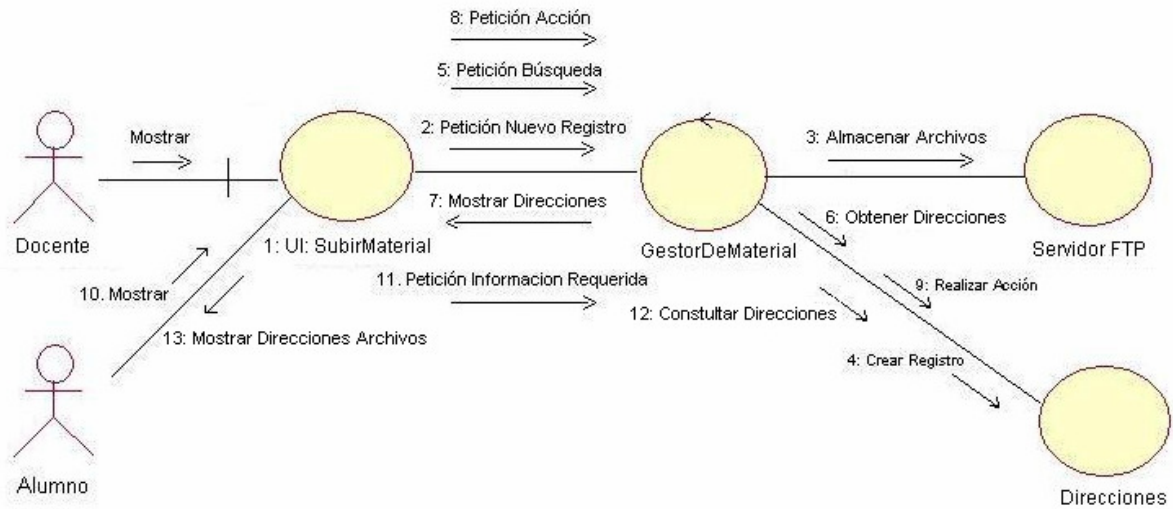 8: Petición Acción
5: Petición Búsqueda
Mostrar
2: Petición Nuevo Registro
3: Almacenar Archivos
7: Mostrar Direcciones
6: Obtener Direcciones
Docente
1: UI: SubirMaterial
GestorDeMaterial
Servidor FTP
10. Mostrar
11. Petición Informacion Requerida
9: Realizar Acción
12: Constultar Direcciones
13: Mostrar Direcciones Archivos
4: Crear Registro
Alumno
Direcciones